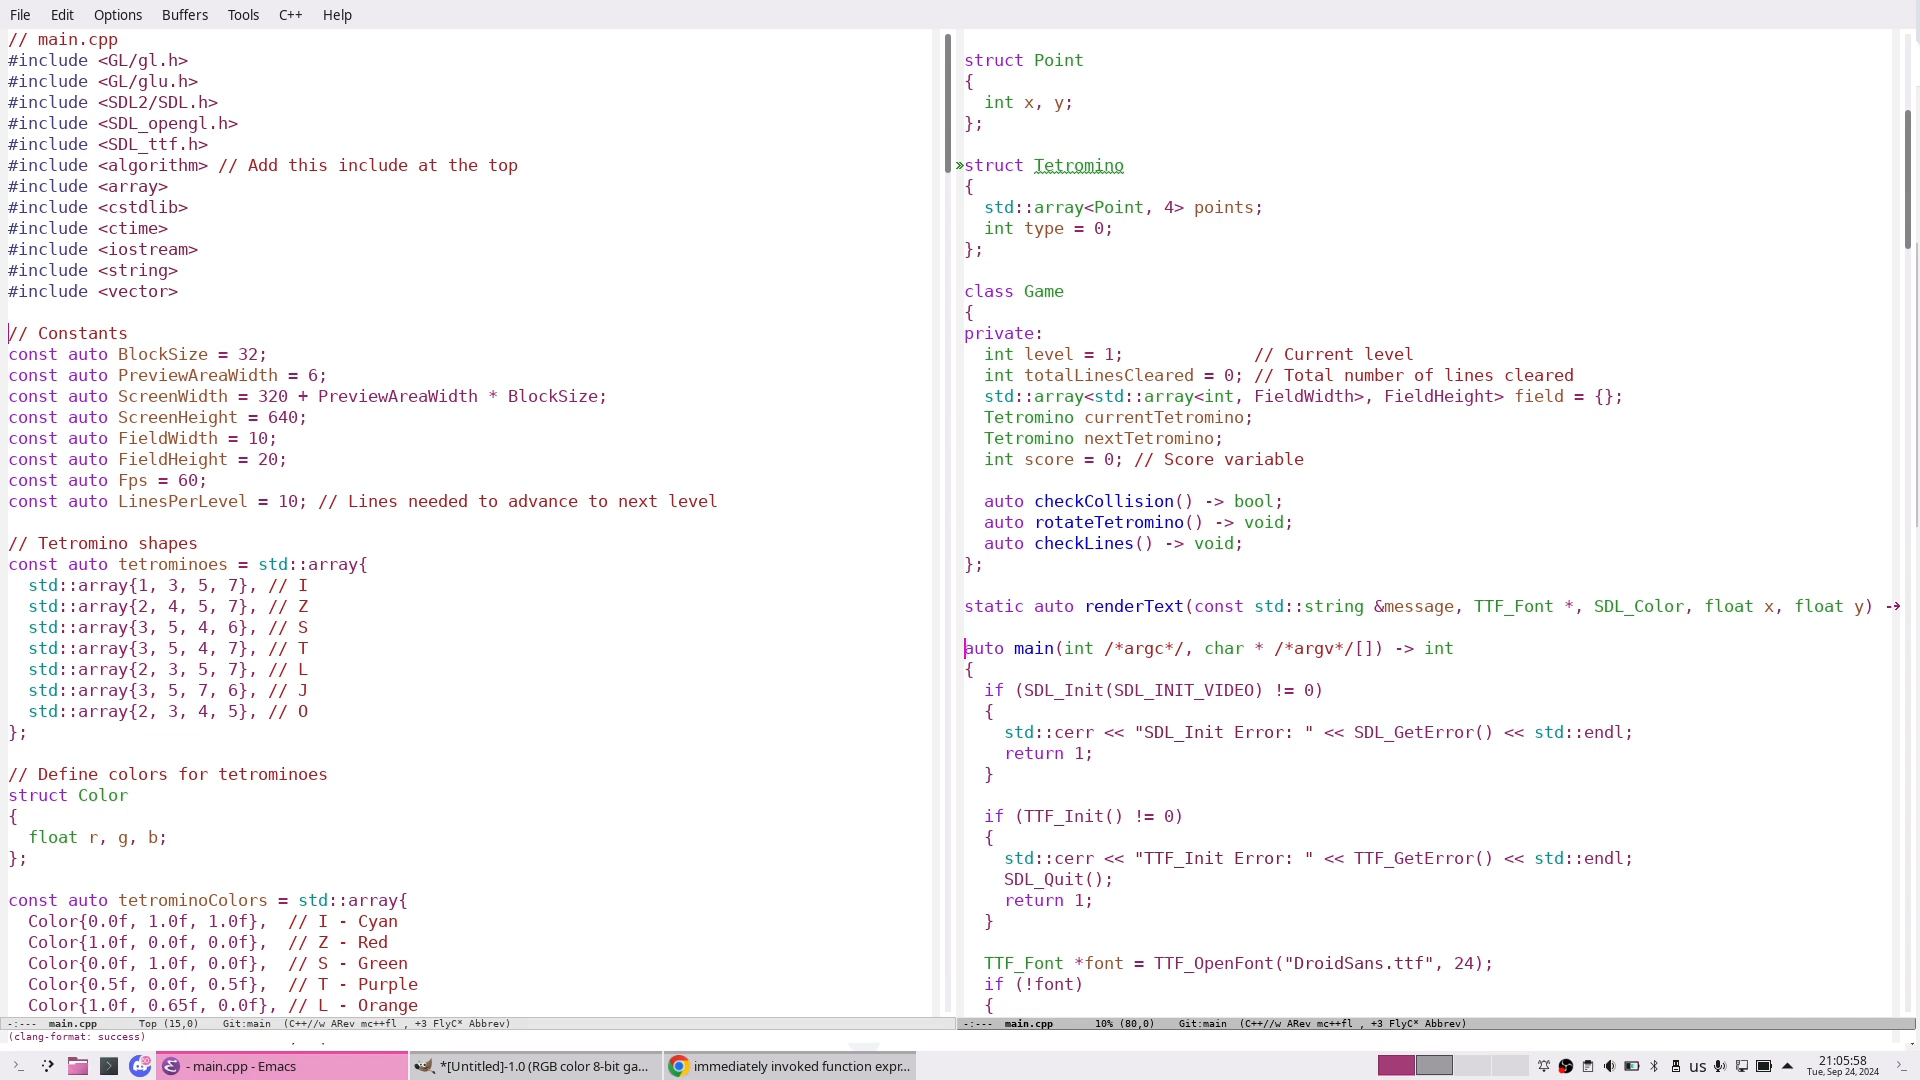 File Edit Options Buffers Tools C++ Help
// main.cpp
#include <GL/gl.h>
#include <GL/glu.h>
#include <SDL2/SDL.h>
#include <SDL_opengl.h>
#include <SDL_ttf.h>
#include <algorithm> // Add this include at the top
#include <array>
#include <cstdlib>
#include <ctime>
#include <iostream>
#include <string>
#include <vector>
// Constants
const auto BlockSize = 32;
const auto PreviewAreaWidth = 6;
const auto ScreenWidth = 320 + PreviewAreaWidth * BlockSize;
const auto ScreenHeight = 640;
const auto FieldWidth = 10;
const auto FieldHeight = 20;
const auto Fps = 60;
const auto LinesPerLevel = 10; // Lines needed to advance to next level
// Tetromino shapes
const auto tetrominoes = std::array{
  std::array{1, 3, 5, 7}, // I
  std::array{2, 4, 5, 7}, // Z
  std::array{3, 5, 4, 6}, // S
  std::array{3, 5, 4, 7}, // T
  std::array{2, 3, 5, 7}, // L
  std::array{3, 5, 7, 6}, // J
  std::array{2, 3, 4, 5}, // O
};
// Define colors for tetrominoes
struct Color
{
  float r, g, b;
};
const auto tetrominoColors = std::array{
  Color{0.0f, 1.0f, 1.0f},  // I - Cyan
  Color{1.0f, 0.0f, 0.0f},  // Z - Red
  Color{0.0f, 1.0f, 0.0f},  // S - Green
  Color{0.5f, 0.0f, 0.5f},  // T - Purple
  Color{1.0f, 0.65f, 0.0f}, // L - Orange
-:--- main.cpp Top (15,0) Git:main (C++//w ARev mc++fl , +3 FlyC* Abbrev)
(clang-format: success)
struct Point
{
  int x, y;
};
»struct Tetromino
{
  std::array<Point, 4> points;
  int type = 0;
};
class Game
{
private:
  int level = 1;             // Current level
  int totalLinesCleared = 0; // Total number of lines cleared
  std::array<std::array<int, FieldWidth>, FieldHeight> field = {};
  Tetromino currentTetromino;
  Tetromino nextTetromino;
  int score = 0; // Score variable
  auto checkCollision() -> bool;
  auto rotateTetromino() -> void;
  auto checkLines() -> void;
};
static auto renderText(const std::string &message, TTF_Font *, SDL_Color, float x, float y) -
auto main(int /*argc*/, char * /*argv*/[]) -> int
{
  if (SDL_Init(SDL_INIT_VIDEO) != 0)
  {
    std::cerr << "SDL_Init Error: " << SDL_GetError() << std::endl;
    return 1;
  }
  if (TTF_Init() != 0)
  {
    std::cerr << "TTF_Init Error: " << TTF_GetError() << std::endl;
    SDL_Quit();
    return 1;
  }
  TTF_Font *font = TTF_OpenFont("DroidSans.ttf", 24);
  if (!font)
  {
-:--- main.cpp 10% (80,0) Git:main (C++//w ARev mc++fl , +3 FlyC* Abbrev)
- main.cpp - Emacs
*[Untitled]-1.0 (RGB color 8-bit ga...
immediately invoked function expr...
us
21:05:58
Tue, Sep 24, 2024